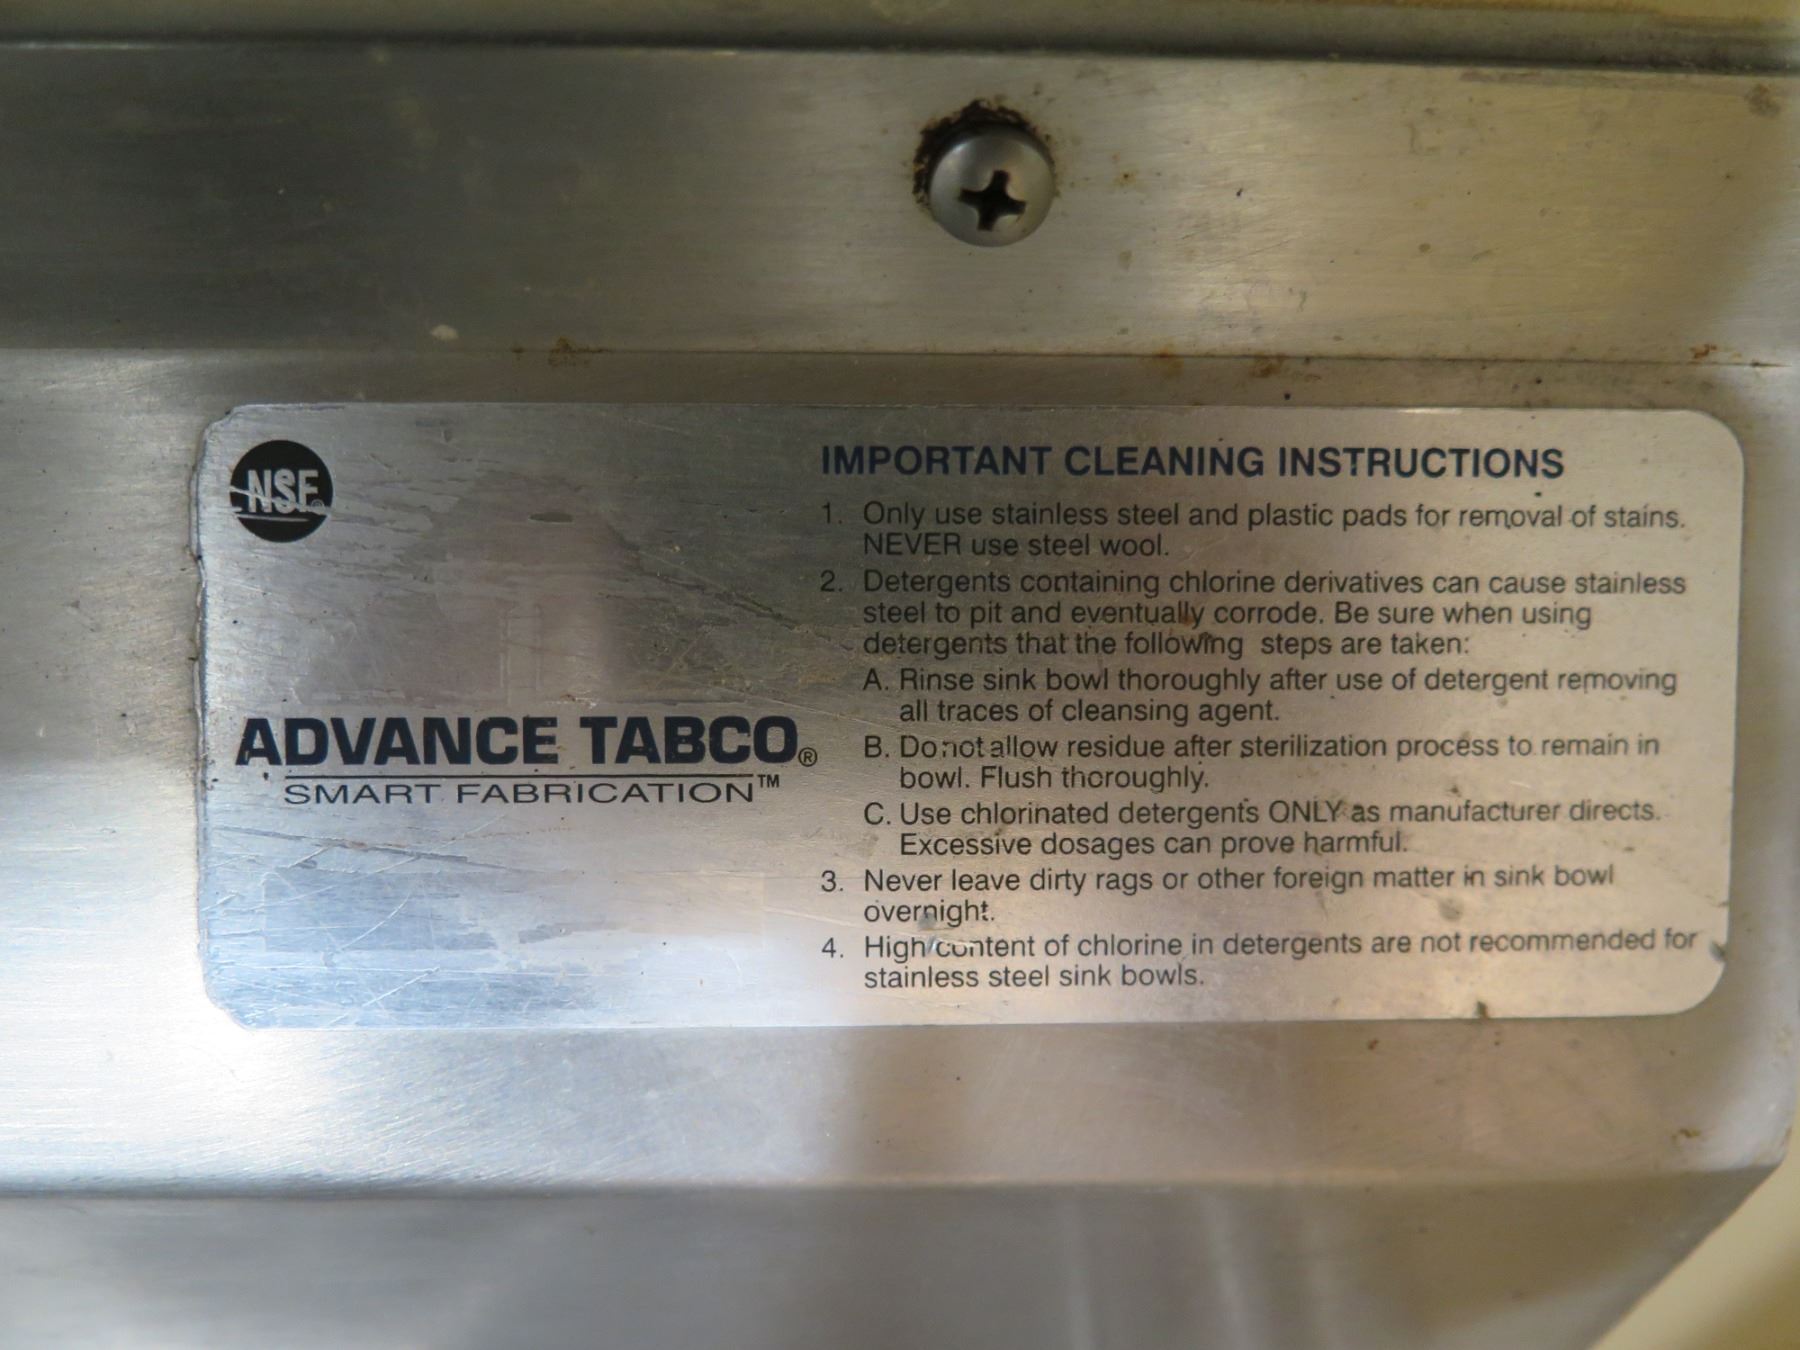 NSF®
ADVANCE TABCO®
SMART FABRICATION™
IMPORTANT CLEANING INSTRUCTIONS
1. Only use stainless steel and plastic pads for removal of stains.
NEVER use steel wool.
2. Detergents containing chlorine derivatives can cause stainless
steel to pit and eventually corrode. Be sure when using
detergents that the following steps are taken:
A. Rinse sink bowl thoroughly after use of detergent removing
all traces of cleansing agent.
B. Do not allow residue after sterilization process to remain in
bowl. Flush thoroughly.
C. Use chlorinated detergents ONLY as manufacturer directs.
Excessive dosages can prove harmful.
3. Never leave dirty rags or other foreign matter in sink bowl
overnight.
4. High content of chlorine in detergents are not recommended for
stainless steel sink bowls.